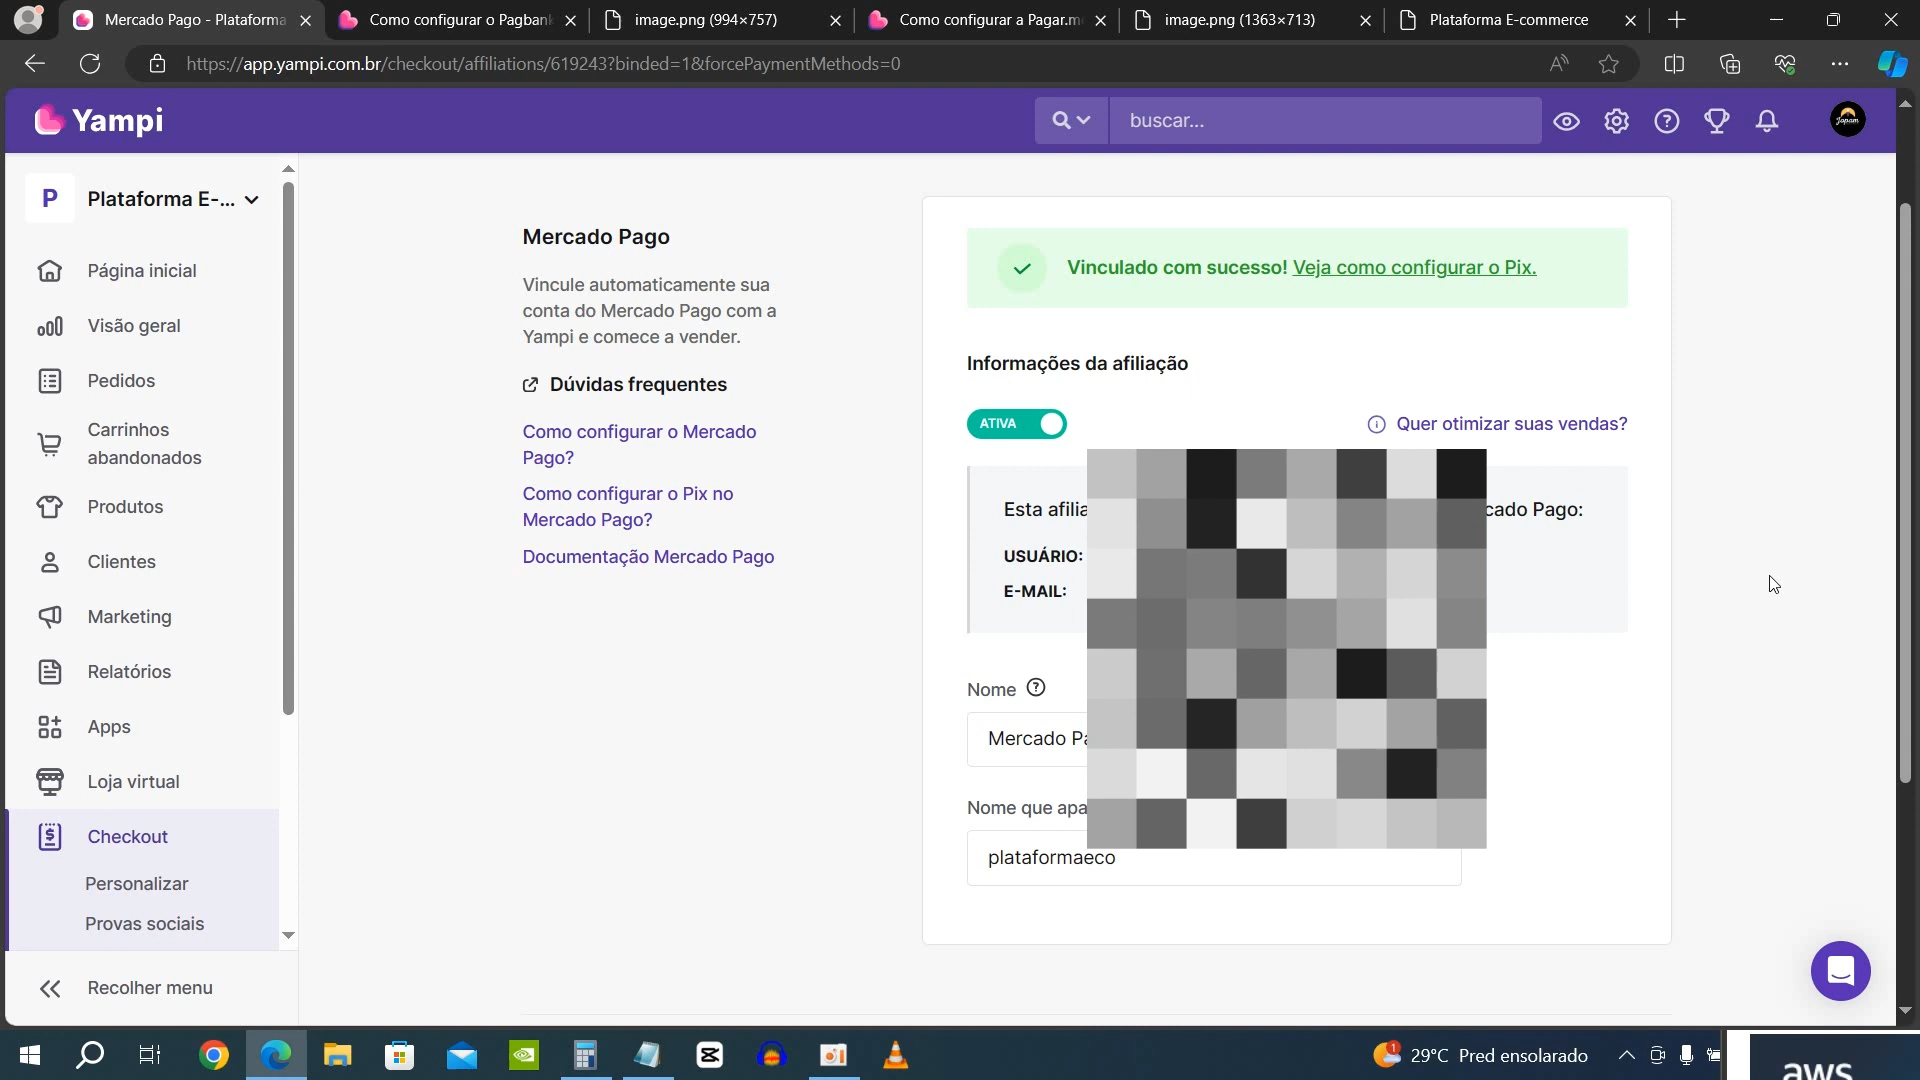 Mercado Pago - Plataforma
Como configurar o Pagbank
image.png (994×757)
Como configurar a Pagar.m
image.png (1363×713)
Plataforma E-commerce
https://app.yampi.com.br/checkout/affiliations/619243?binded=1&forcePaymentMethods=0
Yampi
buscar...
Japam
P
Plataforma E-...
Página inicial
Visão geral
Pedidos
Carrinhos
abandonados
Produtos
Clientes
Marketing
Relatórios
Apps
Loja virtual
Checkout
Personalizar
Provas sociais
Recolher menu
Mercado Pago
Vincule automaticamente sua
conta do Mercado Pago com a
Yampi e comece a vender.
Dúvidas frequentes
Como configurar o Mercado
Pago?
Como configurar o Pix no
Mercado Pago?
Documentação Mercado Pago
Vinculado com sucesso! Veja como configurar o Pix.
Informações da afiliação
ATIVA
Quer otimizar suas vendas?
Esta afilia
cado Pago:
USUÁRIO:
E-MAIL:
Nome
Mercado Pa
Nome que apa
plataformaeco
1
29°C Pred ensolarado
aws